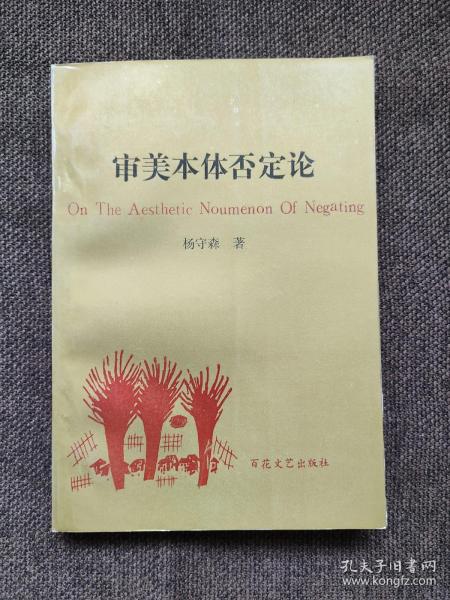 审美本体否定论
On The Aesthetic Noumenon Of Negating
杨守森 著
百花文艺出版社
孔夫子旧书网
www.kongfz.com